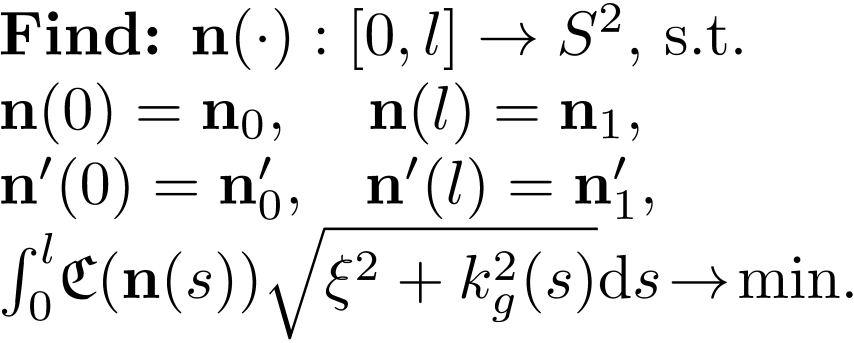 Find: n(·) : [0, l] → S², s.t.
n(0) = n₀, n(l) = n₁,
n′(0) = n′₀, n′(l) = n′₁,
∫₀ˡ ℭ(n(s))√(ξ² + k_g²(s)) ds → min.